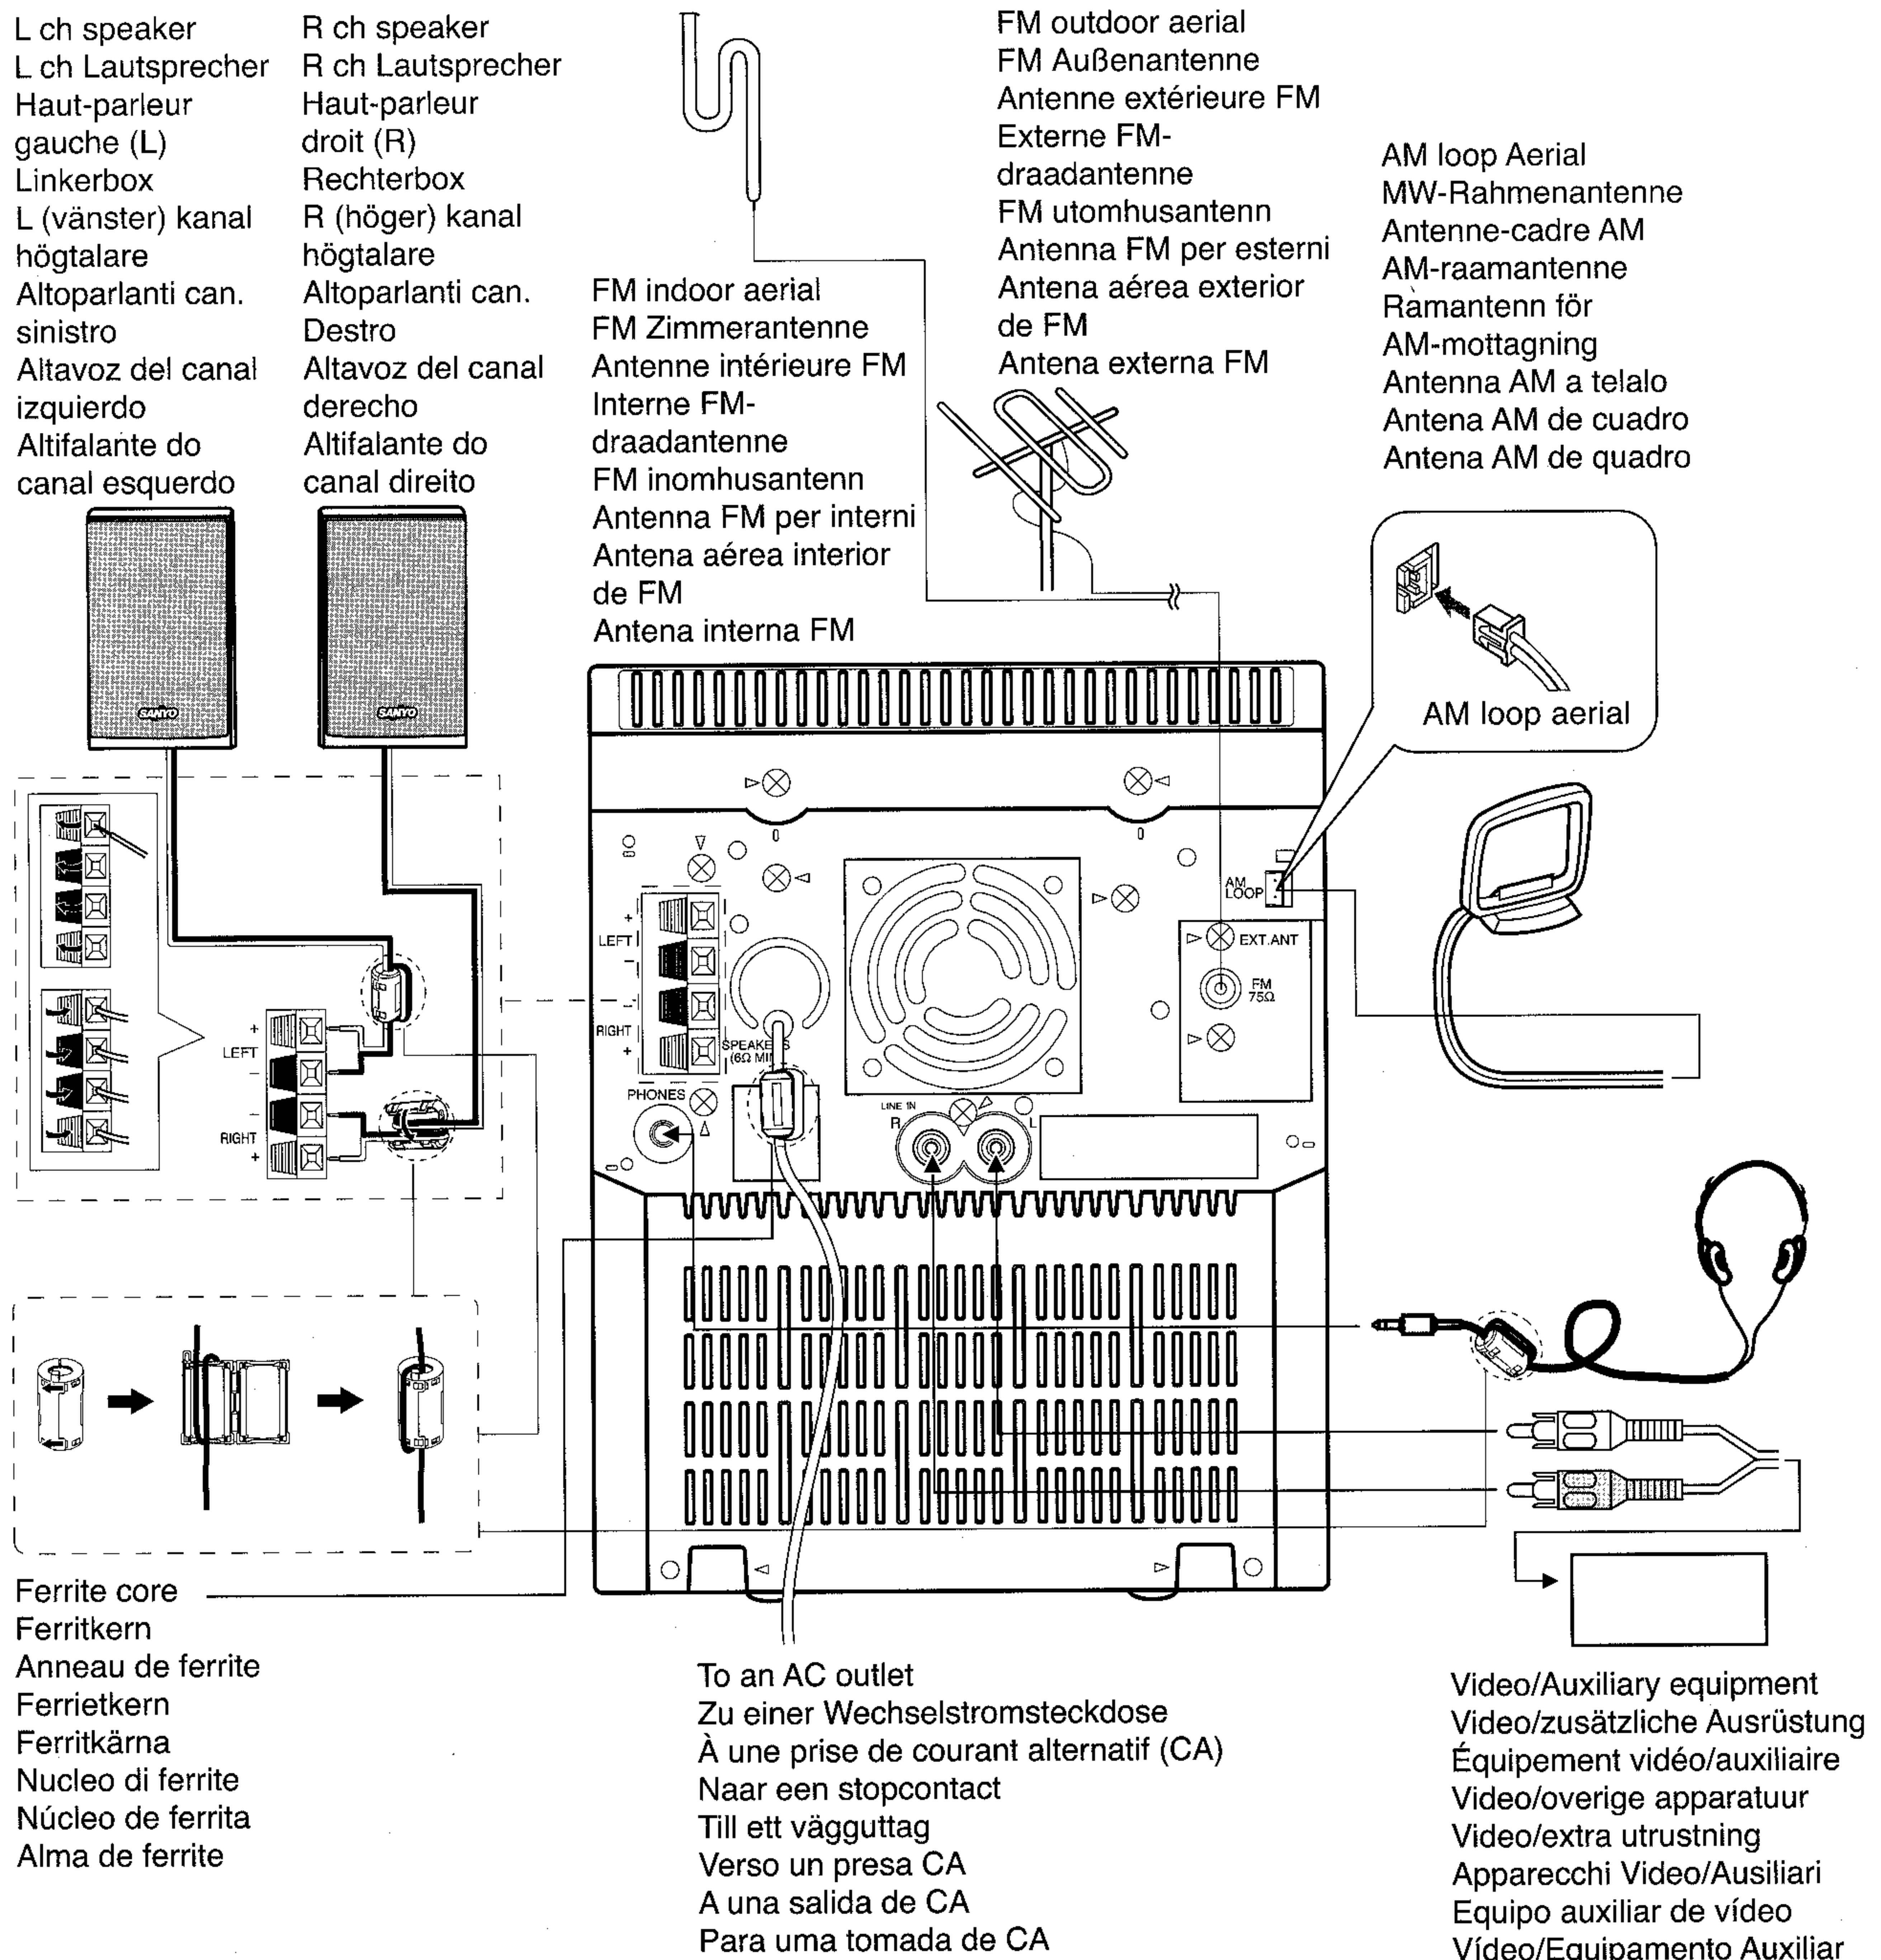 L ch speaker
L ch Lautsprecher
Haut-parleur
gauche (L)
Linkerbox
L (vänster) kanal
högtalare
Altoparlanti can.
sinistro
Altavoz del canal
izquierdo
Altifalante do
canal esquerdo
R ch speaker
R ch Lautsprecher
Haut-parleur
droit (R)
Rechterbox
R (höger) kanal
högtalare
Altoparlanti can.
Destro
Altavoz del canal
derecho
Altifalante do
canal direito
FM indoor aerial
FM Zimmerantenne
Antenne intérieure FM
Interne FM-
draadantenne
FM inomhusantenn
Antenna FM per interni
Antena aérea interior
de FM
Antena interna FM
FM outdoor aerial
FM Außenantenne
Antenne extérieure FM
Externe FM-
draadantenne
FM utomhusantenn
Antenna FM per esterni
Antena aérea exterior
de FM
Antena externa FM
AM loop Aerial
MW-Rahmenantenne
Antenne-cadre AM
AM-raamantenne
Ràmantenn för
AM-mottagning
Antenna AM a telalo
Antena AM de cuadro
Antena AM de quadro
SANYO
SANYO
AM loop aerial
+
LEFT
-
-
RIGHT
+
+
LEFT
-
-
RIGHT
+
SPEAKERS
(6Ω MIN
PHONES
LINE IN
R
L
AM
LOOP
EXT.ANT
FM
75Ω
Ferrite core
Ferritkern
Anneau de ferrite
Ferrietkern
Ferritkärna
Nucleo di ferrite
Núcleo de ferrita
Alma de ferrite
To an AC outlet
Zu einer Wechselstromsteckdose
À une prise de courant alternatif (CA)
Naar een stopcontact
Till ett vägguttag
Verso un presa CA
A una salida de CA
Para uma tomada de CA
Video/Auxiliary equipment
Video/zusätzliche Ausrüstung
Équipement vidéo/auxiliaire
Video/overige apparatuur
Video/extra utrustning
Apparecchi Video/Ausiliari
Equipo auxiliar de vídeo
Vídeo/Equipamento Auxiliar